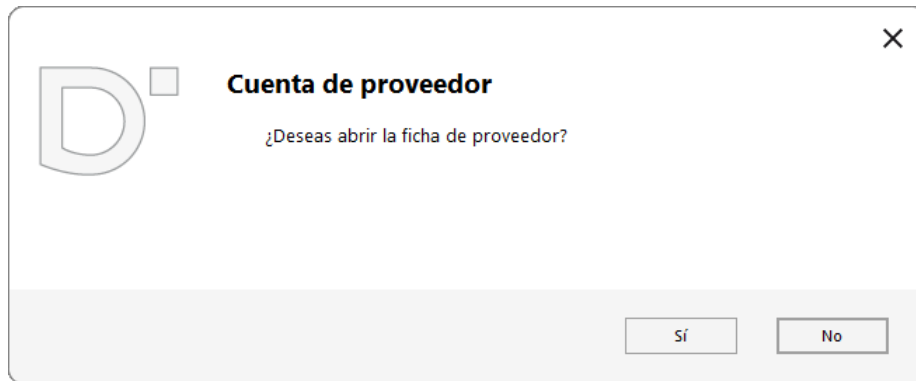 Cuenta de proveedor
¿Deseas abrir la ficha de proveedor?
Sí
No